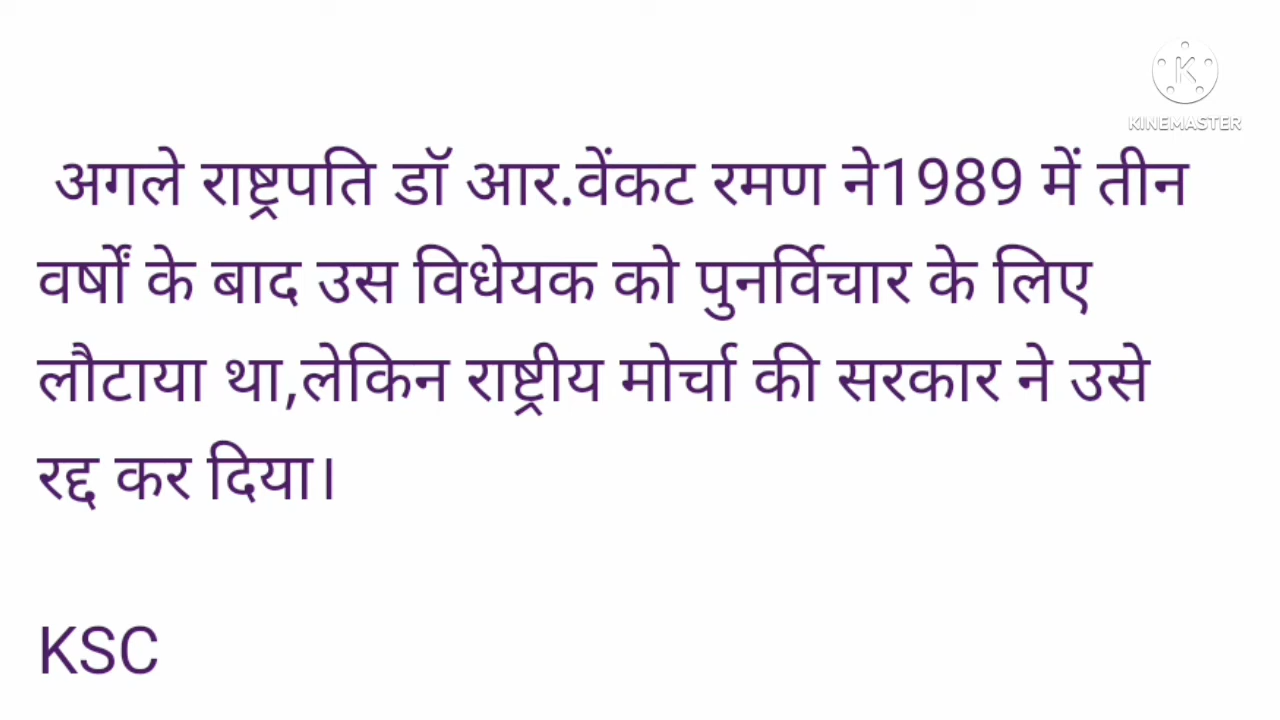 KINEMASTER
अगले राष्ट्रपति डॉ आर.वेंकट रमण ने1989 में तीन
वर्षों के बाद उस विधेयक को पुनर्विचार के लिए
लौटाया था,लेकिन राष्ट्रीय मोर्चा की सरकार ने उसे
रद्द कर दिया।
KSC